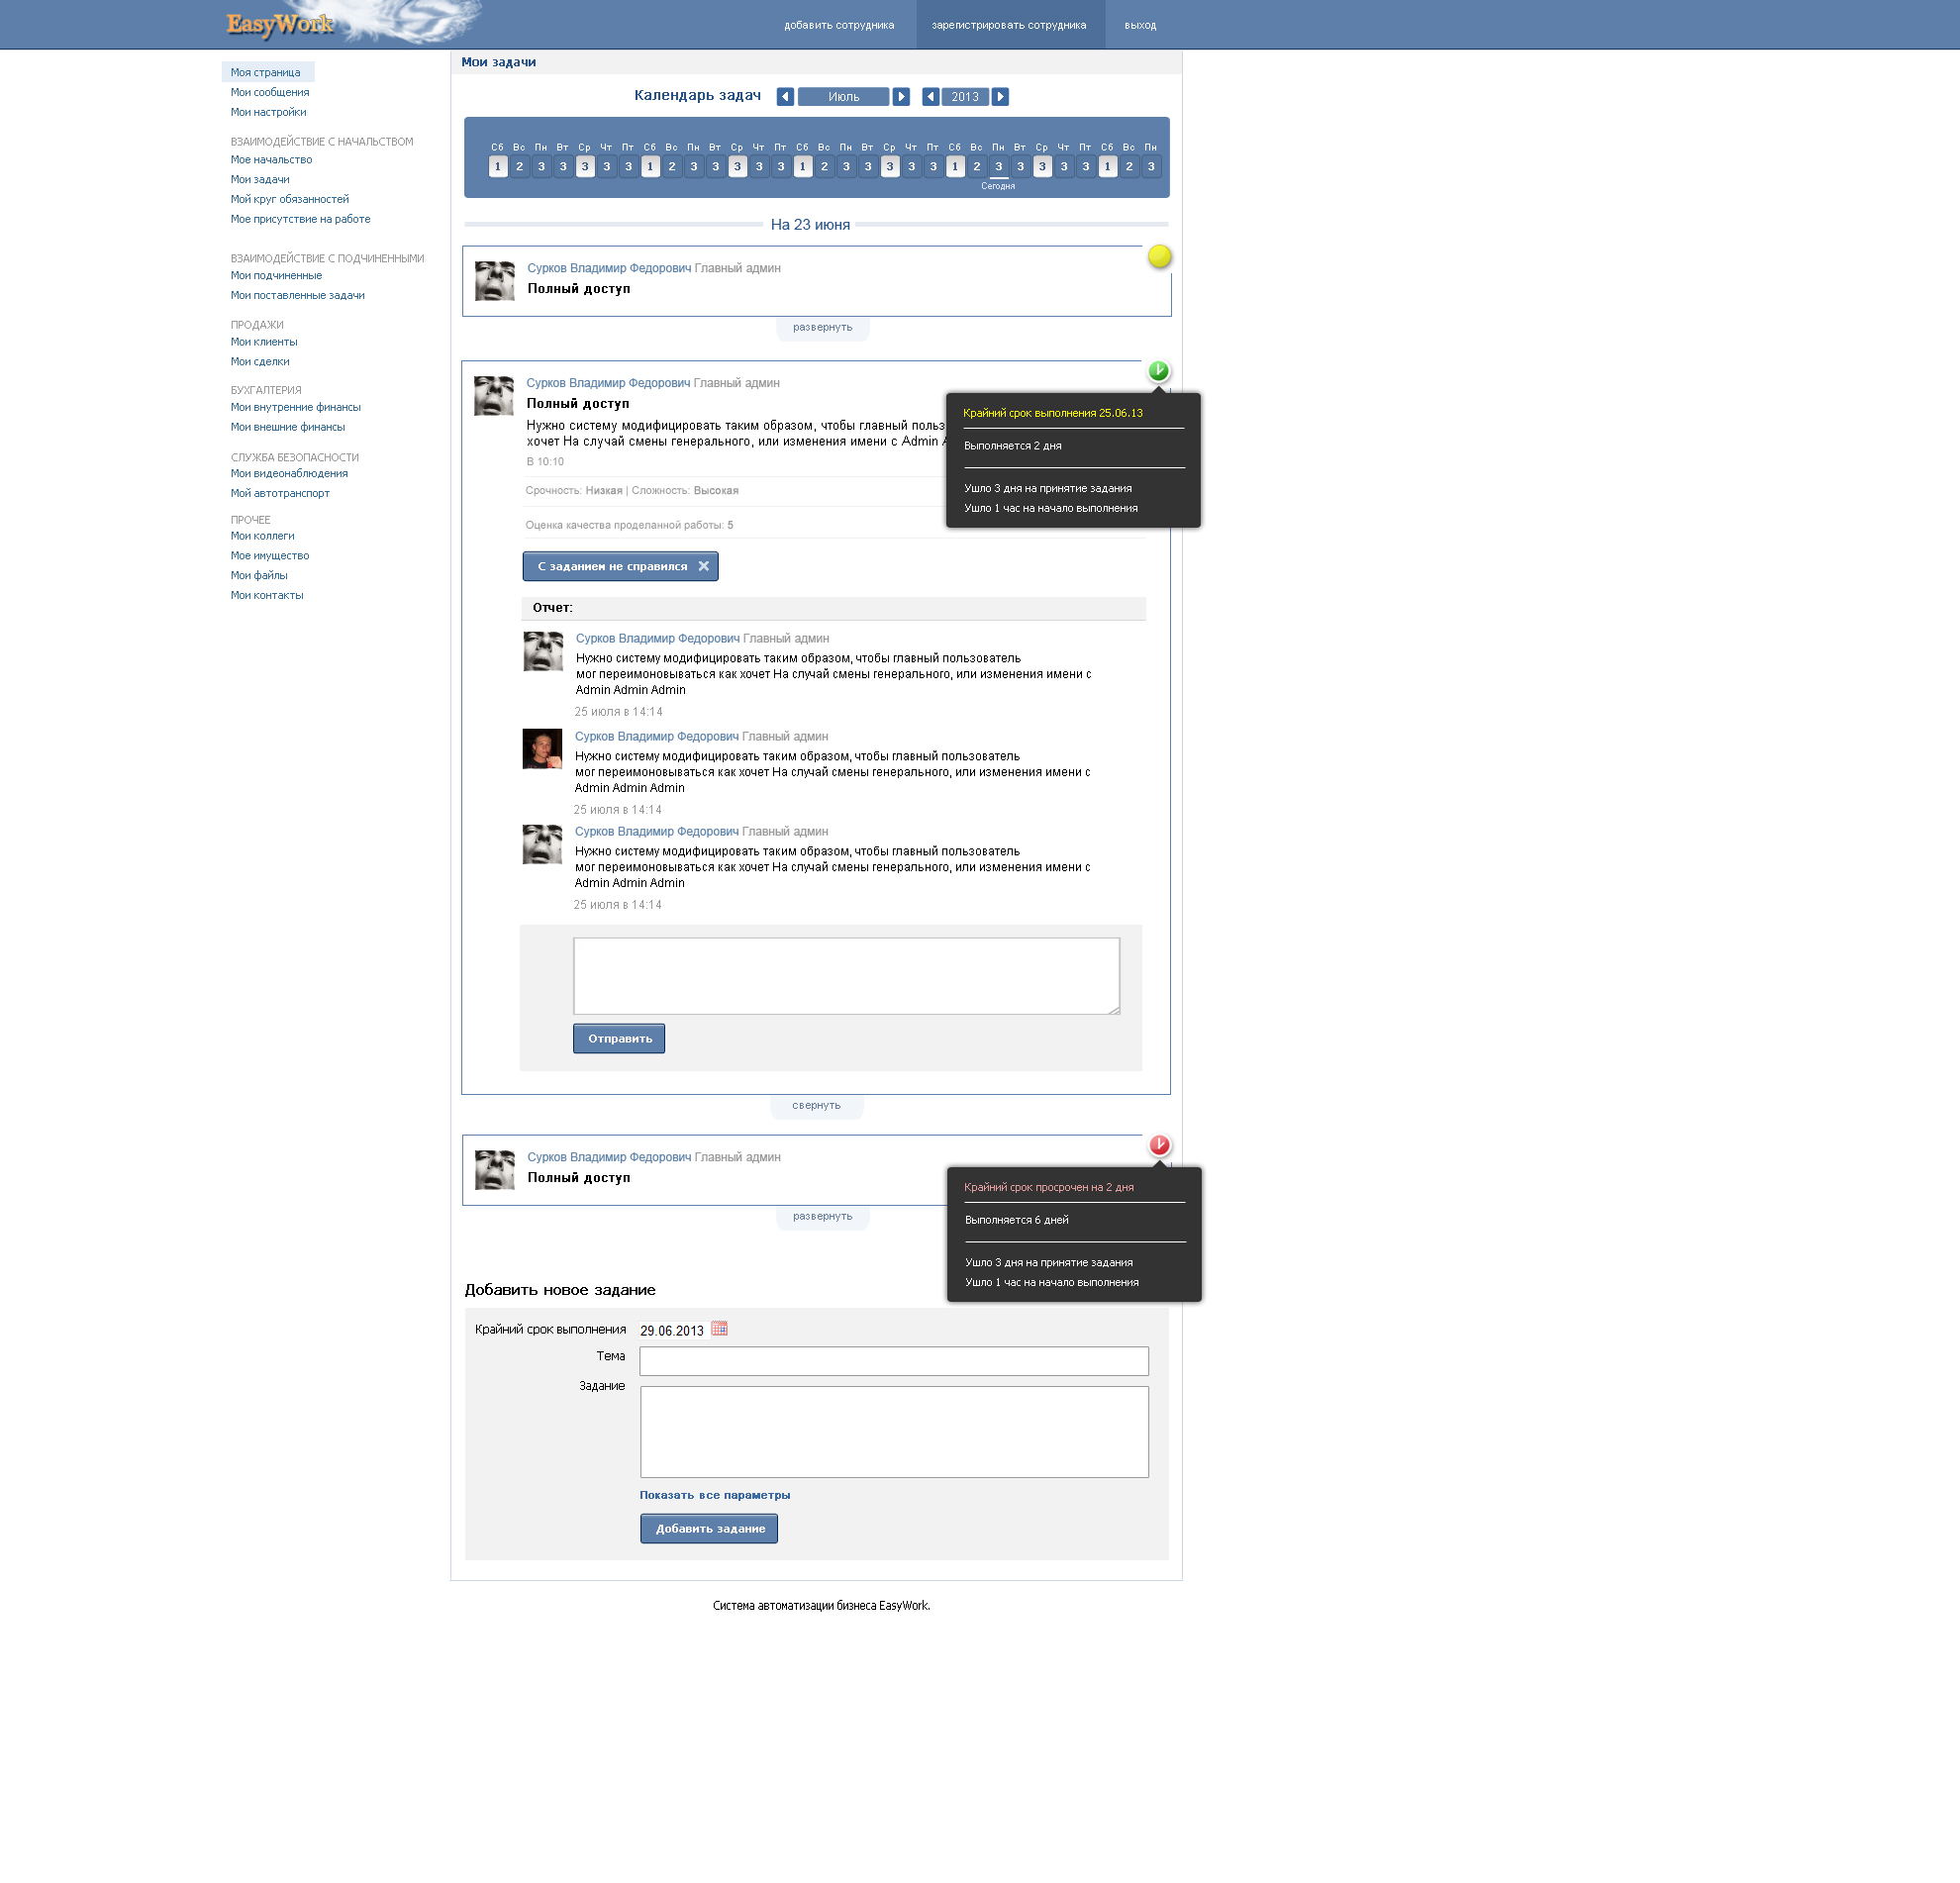 EasyWork
добавить сотрудника зарегистрировать сотрудника выход
Моя страница
Мои сообщения
Мои настройки
ВЗАИМОДЕЙСТВИЕ С НАЧАЛЬСТВОМ
Мое начальство
Мои задачи
Мой круг обязанностей
Мое присутствие на работе
ВЗАИМОДЕЙСТВИЕ С ПОДЧИНЕННЫМИ
Мои подчиненные
Мои поставленные задачи
ПРОДАЖИ
Мои клиенты
Мои сделки
БУХГАЛТЕРИЯ
Мои внутренние финансы
Мои внешние финансы
СЛУЖБА БЕЗОПАСНОСТИ
Мои видеонаблюдения
Мой автотранспорт
ПРОЧЕЕ
Мои коллеги
Мое имущество
Мои файлы
Мои контакты
Мои задачи
Календарь задач Июль 2013
Сб Вс Пн Вт Ср Чт Пт Сб Вс Пн Вт Ср Чт Пт Сб Вс Пн Вт Ср Чт Пт Сб Вс Пн Вт Ср Чт Пт Сб Вс Пн
1 2 3 3 3 3 3 1 2 3 3 3 3 3 1 2 3 3 3 3 3 1 2 3 3 3 3 3 1 2 3
Сегодня
На 23 июня
Сурков Владимир Федорович Главный админ
Полный доступ
развернуть
Сурков Владимир Федорович Главный админ
Полный доступ
Нужно систему модифицировать таким образом, чтобы главный польз
хочет На случай смены генерального, или изменения имени с Admin
В 10:10
Срочность: Низкая | Сложность: Высокая
Оценка качества проделанной работы: 5
Крайний срок выполнения 25.06.13
Выполняется 2 дня
Ушло 3 дня на принятие задания
Ушло 1 час на начало выполнения
С заданием не справился
Отчет:
Сурков Владимир Федорович Главный админ
Нужно систему модифицировать таким образом, чтобы главный пользователь
мог переимоновываться как хочет На случай смены генерального, или изменения имени с
Admin Admin Admin
25 июля в 14:14
Сурков Владимир Федорович Главный админ
Нужно систему модифицировать таким образом, чтобы главный пользователь
мог переимоновываться как хочет На случай смены генерального, или изменения имени с
Admin Admin Admin
25 июля в 14:14
Сурков Владимир Федорович Главный админ
Нужно систему модифицировать таким образом, чтобы главный пользователь
мог переимоновываться как хочет На случай смены генерального, или изменения имени с
Admin Admin Admin
25 июля в 14:14
Отправить
свернуть
Сурков Владимир Федорович Главный админ
Полный доступ
развернуть
Крайний срок просрочен на 2 дня
Выполняется 6 дней
Ушло 3 дня на принятие задания
Ушло 1 час на начало выполнения
Добавить новое задание
Крайний срок выполнения 29.06.2013
Тема
Задание
Показать все параметры
Добавить задание
Система автоматизации бизнеса EasyWork.